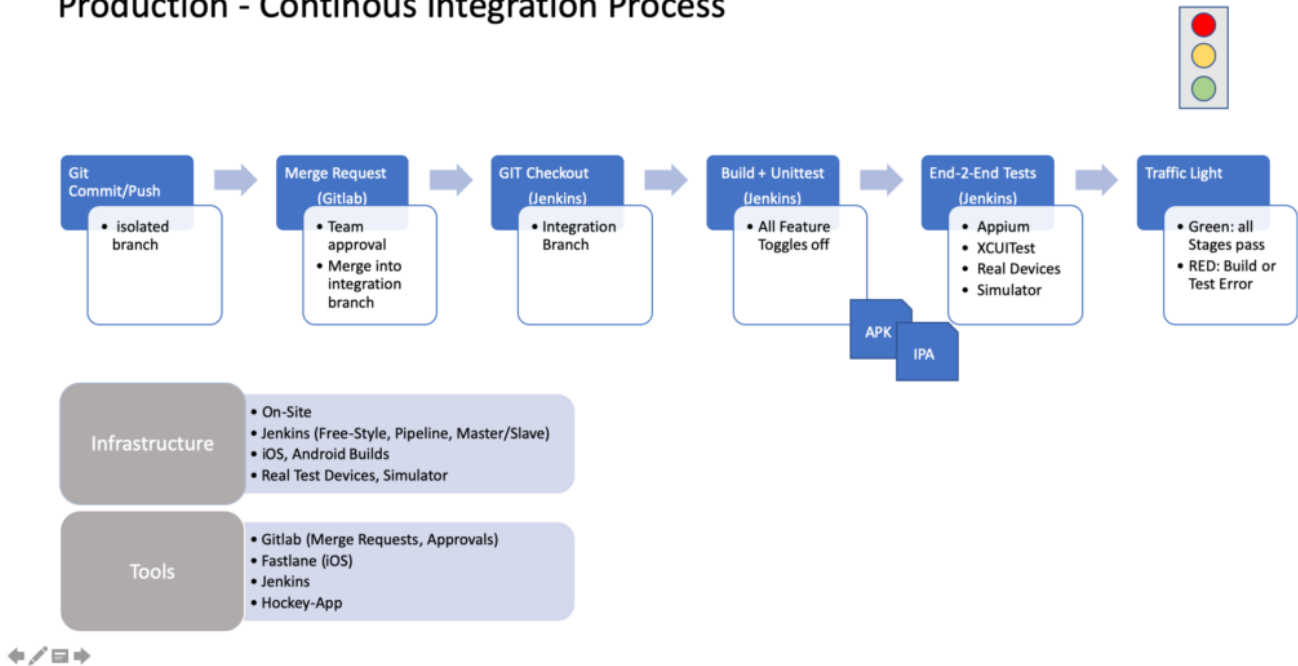 Production - Continous Integration Process
Git
Commit/Push
• isolated
branch
Merge Request
(Gitlab)
• Team
approval
• Merge into
integration
branch
GIT Checkout
(Jenkins)
• Integration
Branch
Build + Unittest
(Jenkins)
• All Feature
Toggles off
APK
IPA
End-2-End Tests
(Jenkins)
• Appium
• XCUITest
• Real Devices
• Simulator
Traffic Light
• Green: all
Stages pass
• RED: Build or
Test Error
Infrastructure
• On-Site
• Jenkins (Free-Style, Pipeline, Master/Slave)
• iOS, Android Builds
• Real Test Devices, Simulator
Tools
• Gitlab (Merge Requests, Approvals)
• Fastlane (iOS)
• Jenkins
• Hockey-App